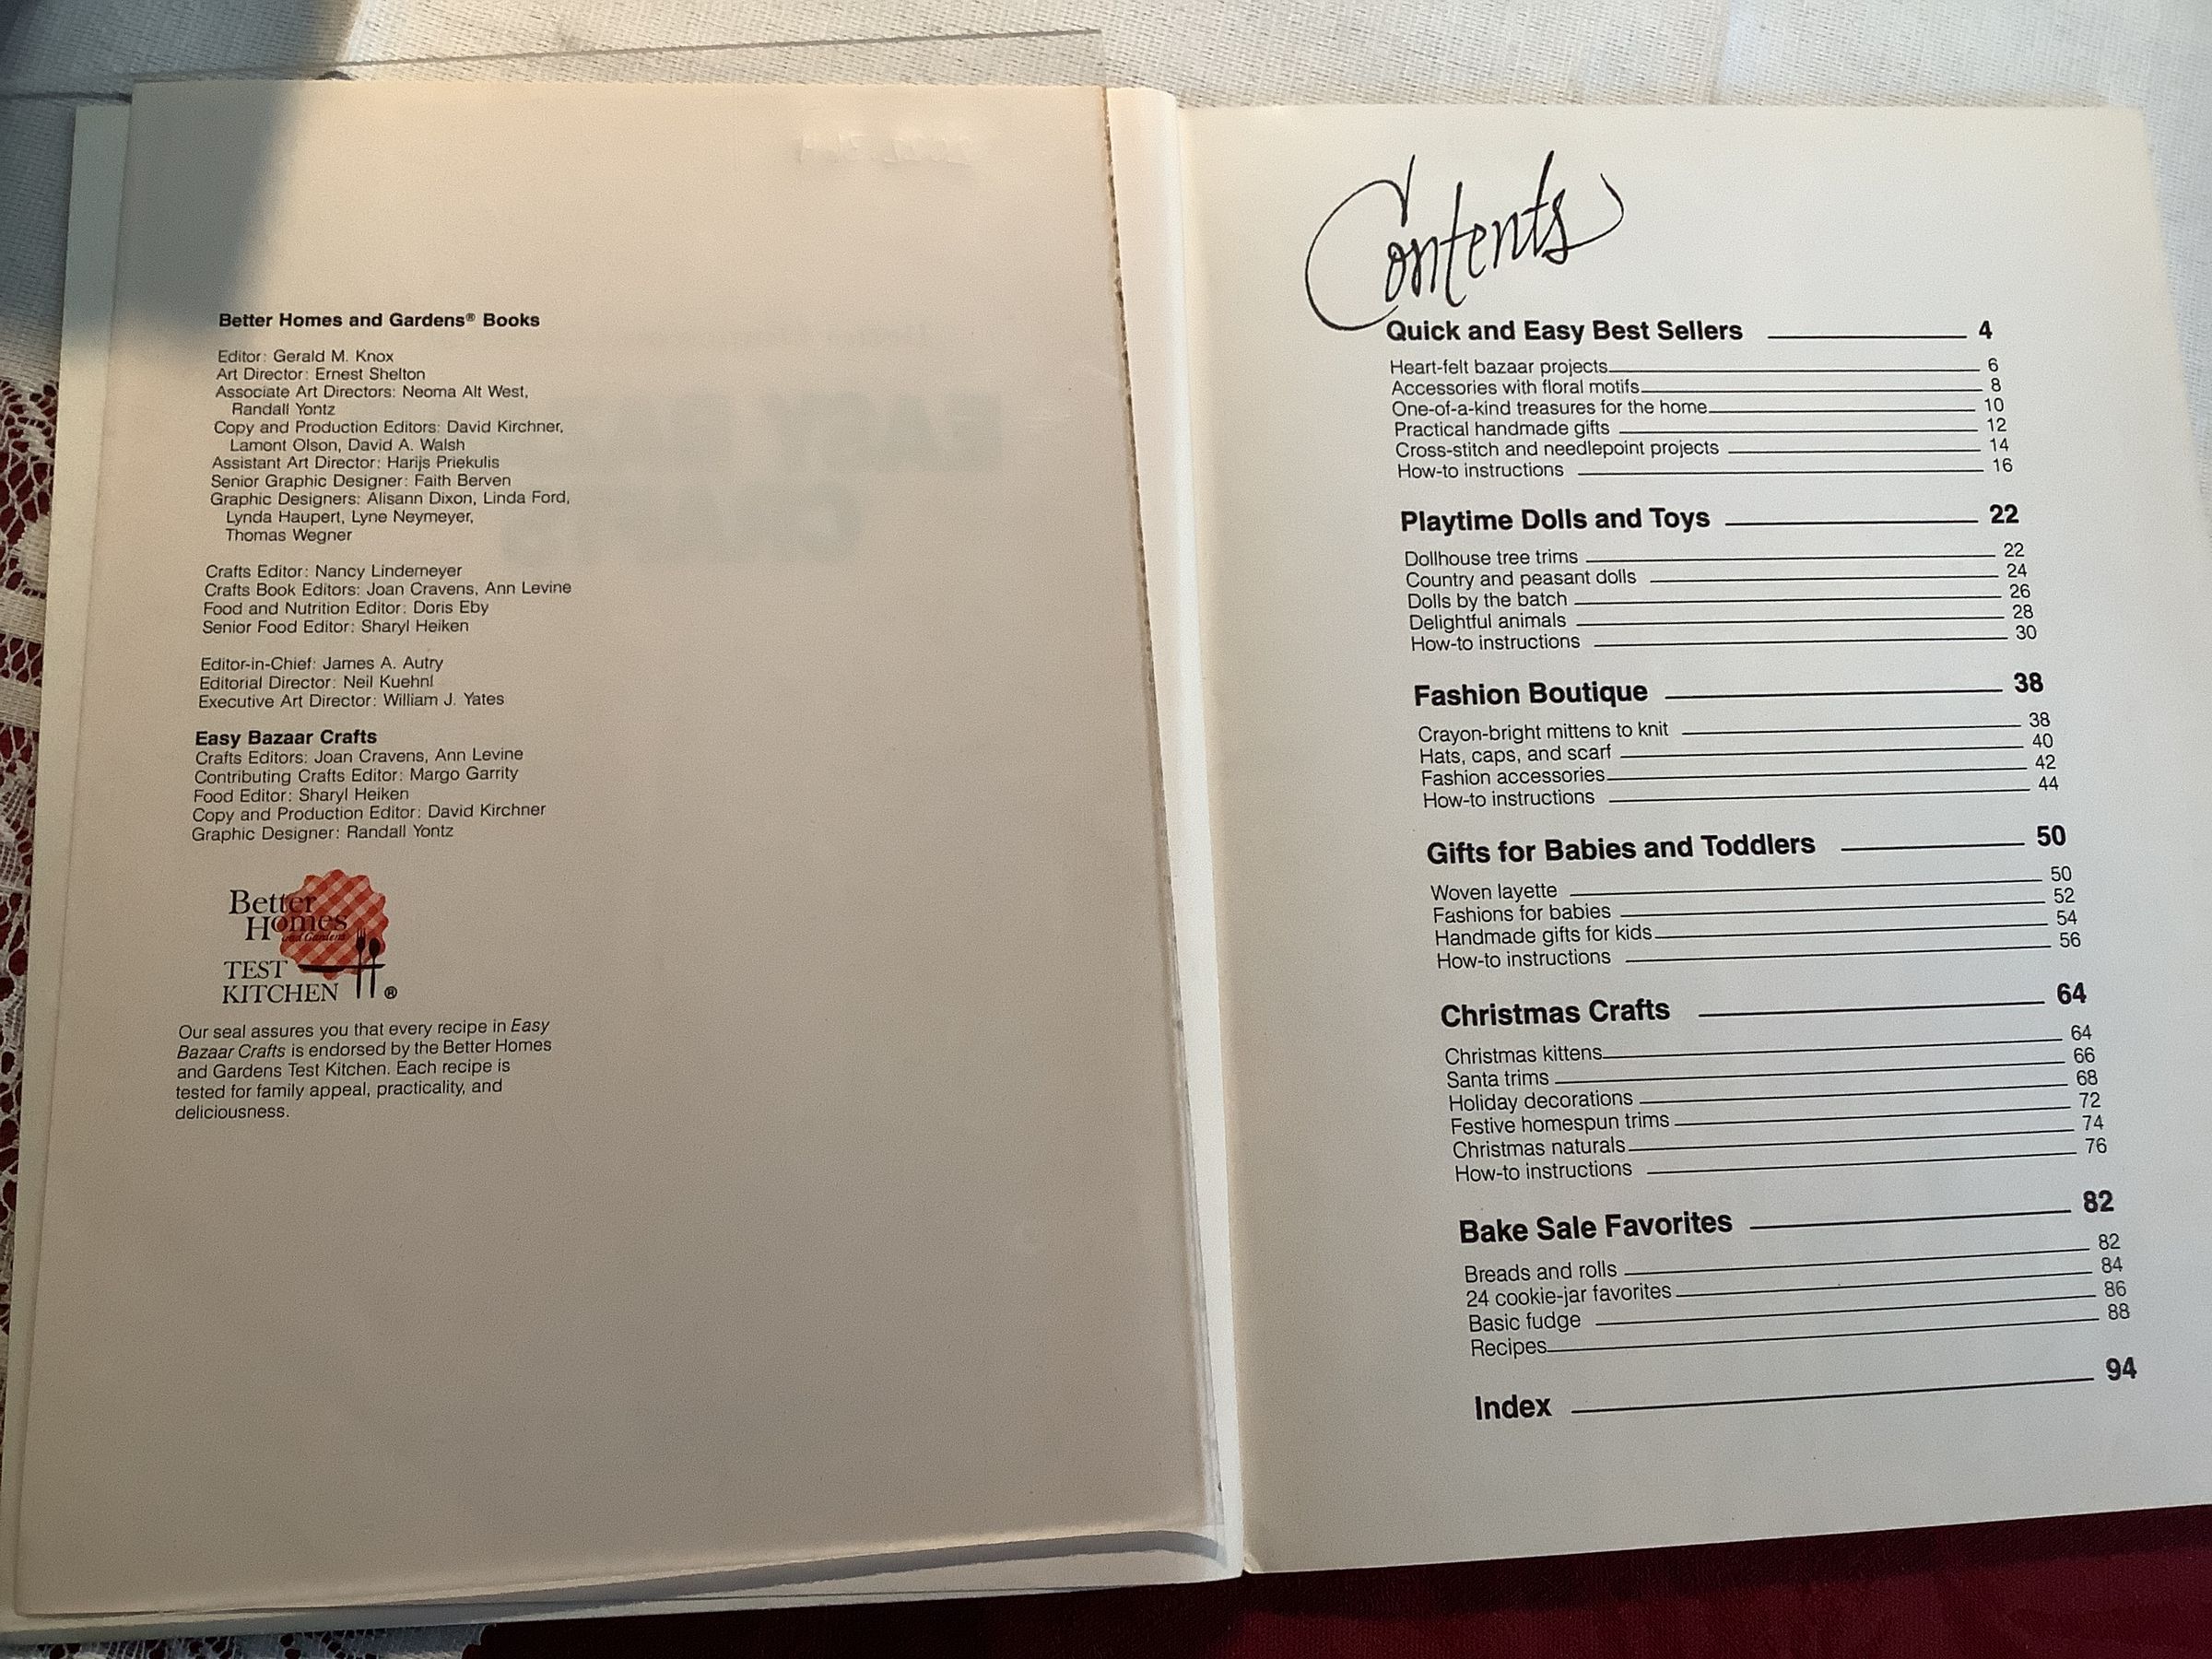 Better Homes and Gardens® Books
Editor: Gerald M. Knox
Art Director: Ernest Shelton
Associate Art Directors: Neoma Alt West,
Randall Yontz
Copy and Production Editors: David Kirchner,
Lamont Olson, David A. Walsh
Assistant Art Director: Harijs Priekulis
Senior Graphic Designer: Faith Berven
Graphic Designers: Alisann Dixon, Linda Ford,
Lynda Haupert, Lyne Neymeyer,
Thomas Wegner
Crafts Editor: Nancy Lindemeyer
Crafts Book Editors: Joan Cravens, Ann Levine
Food and Nutrition Editor: Doris Eby
Senior Food Editor: Sharyl Heiken
Editor-in-Chief: James A. Autry
Editorial Director: Neil Kuehnl
Executive Art Director: William J. Yates
Easy Bazaar Crafts
Crafts Editors: Joan Cravens, Ann Levine
Contributing Crafts Editor: Margo Garrity
Food Editor: Sharyl Heiken
Copy and Production Editor: David Kirchner
Graphic Designer: Randall Yontz
Better
Homes
and Gardens
TEST
KITCHEN ®
Our seal assures you that every recipe in Easy
Bazaar Crafts is endorsed by the Better Homes
and Gardens Test Kitchen. Each recipe is
tested for family appeal, practicality, and
deliciousness.
Contents
Quick and Easy Best Sellers 4
Heart-felt bazaar projects 6
Accessories with floral motifs 8
One-of-a-kind treasures for the home 10
Practical handmade gifts 12
Cross-stitch and needlepoint projects 14
How-to instructions 16
Playtime Dolls and Toys 22
Dollhouse tree trims 22
Country and peasant dolls 24
Dolls by the batch 26
Delightful animals 28
How-to instructions 30
Fashion Boutique 38
Crayon-bright mittens to knit 38
Hats, caps, and scarf 40
Fashion accessories 42
How-to instructions 44
Gifts for Babies and Toddlers 50
Woven layette 50
Fashions for babies 52
Handmade gifts for kids 54
How-to instructions 56
Christmas Crafts 64
Christmas kittens 64
Santa trims 66
Holiday decorations 68
Festive homespun trims 72
Christmas naturals 74
How-to instructions 76
Bake Sale Favorites 82
Breads and rolls 82
24 cookie-jar favorites 84
Basic fudge 86
Recipes 88
Index 94